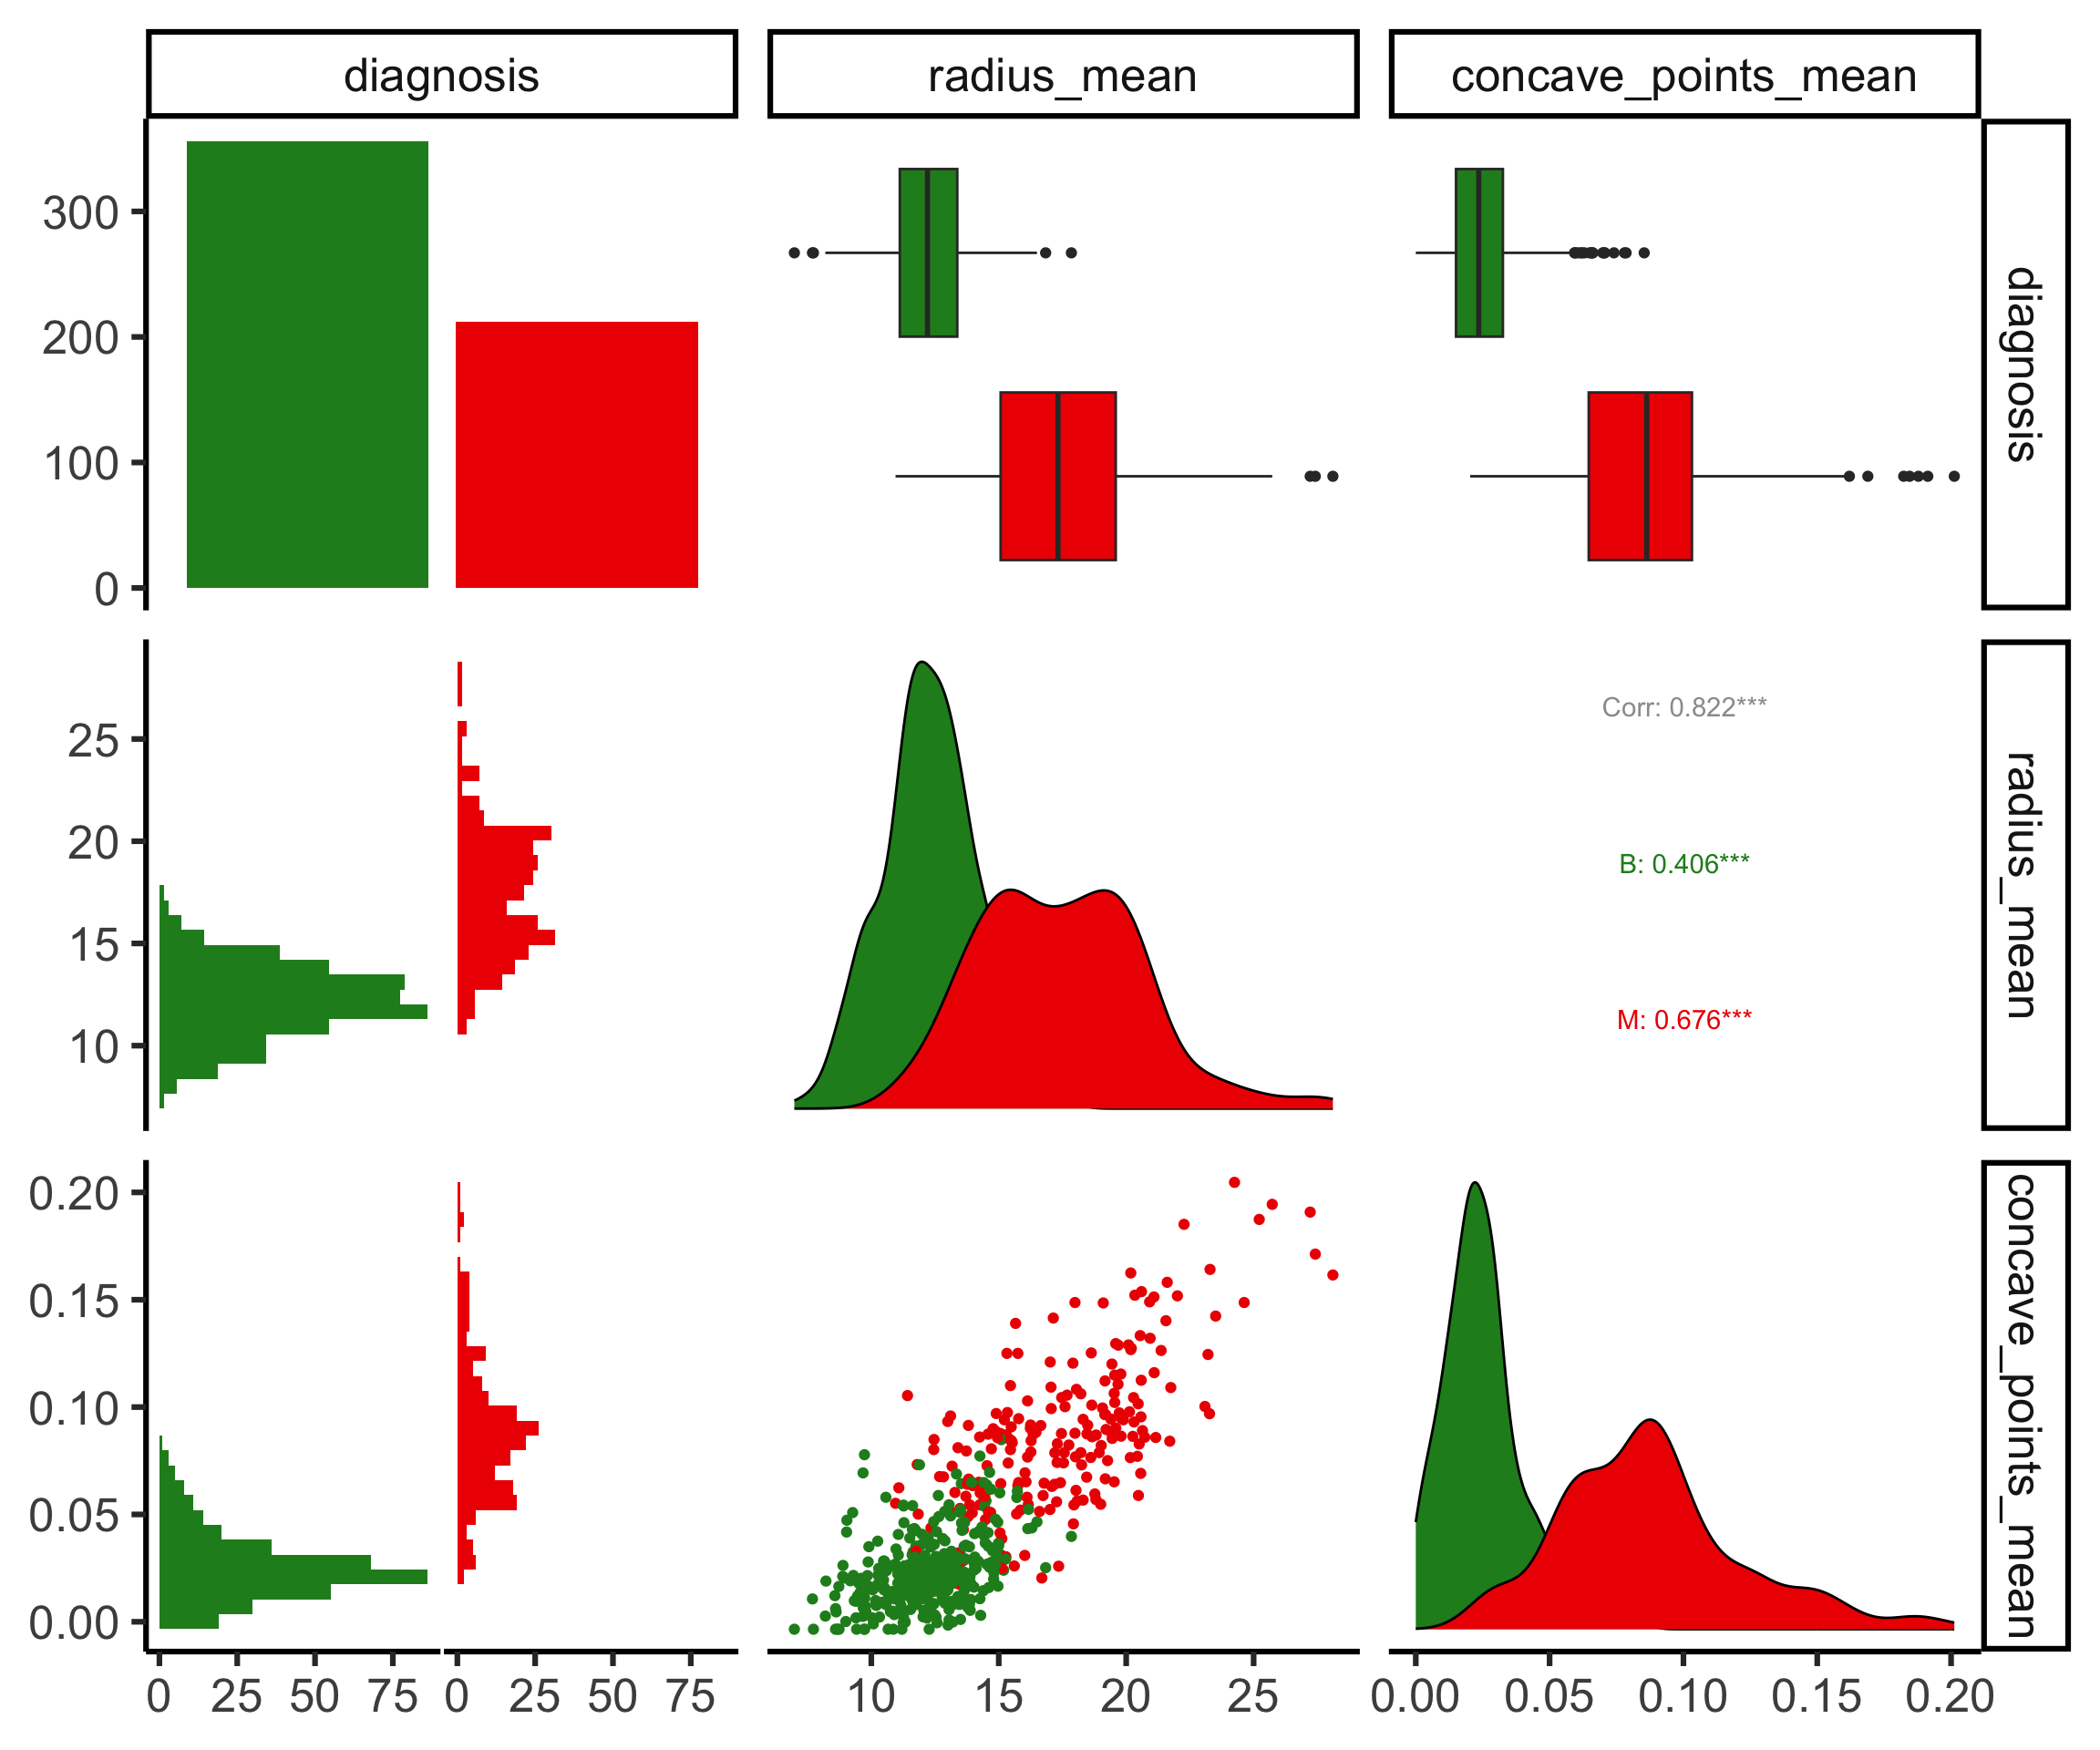 diagnosis
radius_mean
concave_points_mean
300
200
100
0
diagnosis
25
20
15
10
Corr: 0.822***
B: 0.406***
M: 0.676***
radius_mean
0.20
0.15
0.10
0.05
0.00
concave_points_mean
0 25 50 75 0 25 50 75
10 15 20 25
0.00 0.05 0.10 0.15 0.20